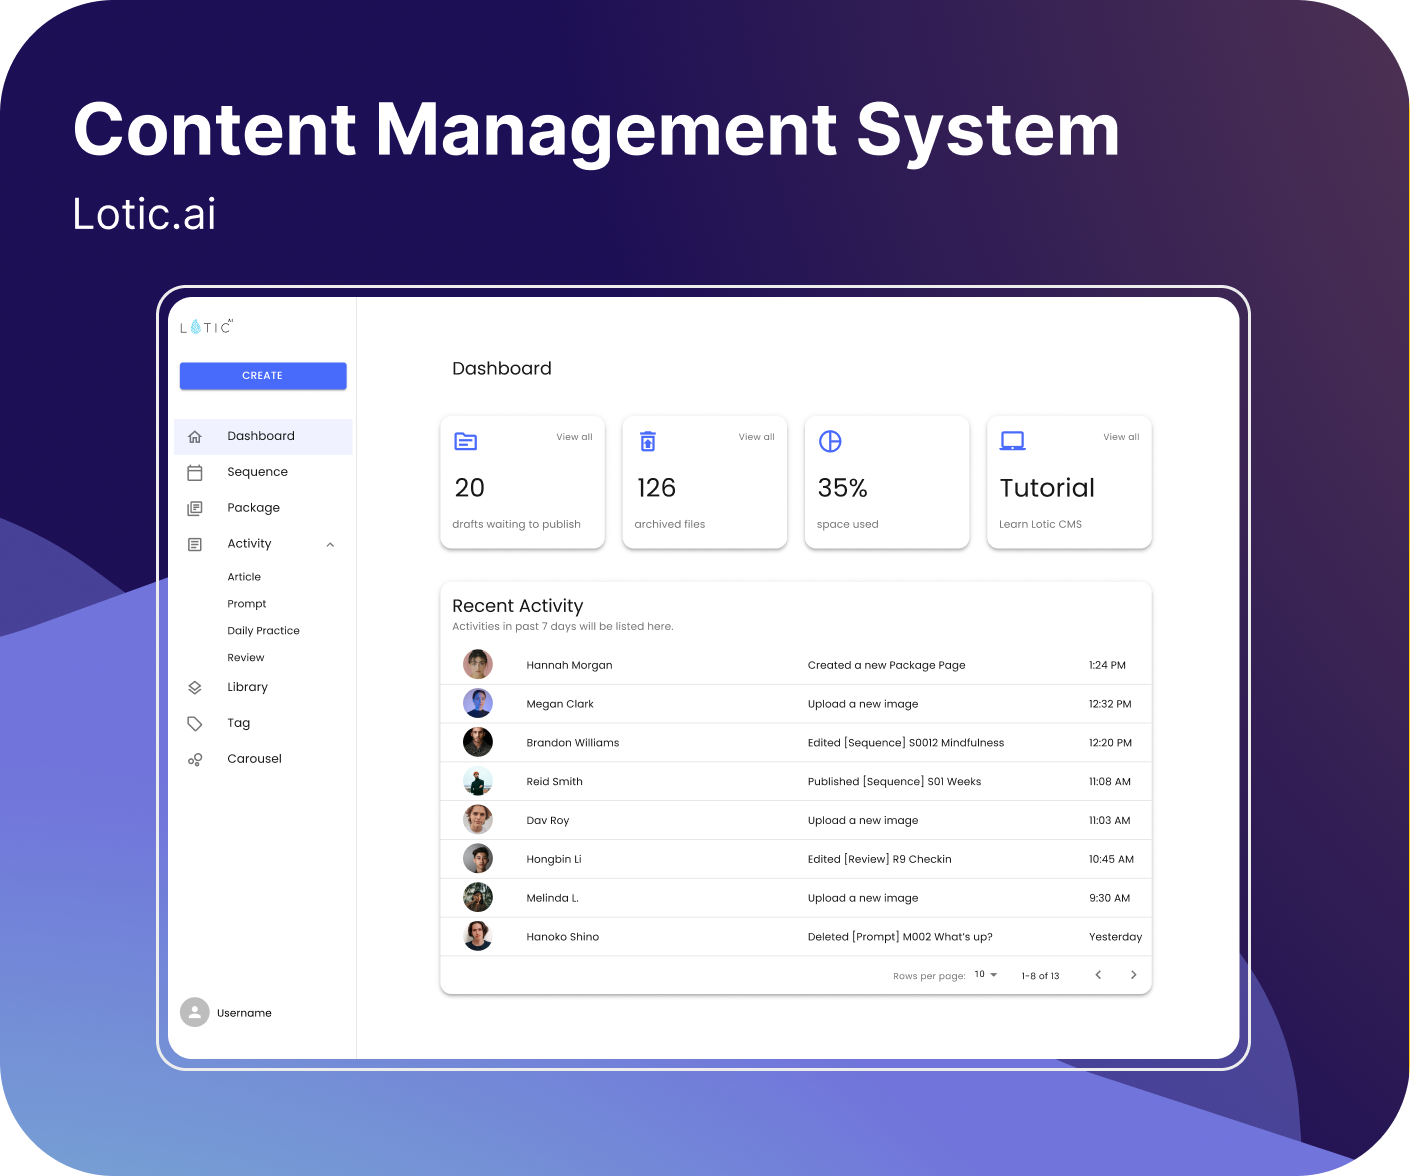 Content Management System
Lotic.ai
LOTIC AI
CREATE
Dashboard
Sequence
Package
Activity
Article
Prompt
Daily Practice
Review
Library
Tag
Carousel
Username
Dashboard
View all
20
drafts waiting to publish
View all
126
archived files
35%
space used
View all
Tutorial
Learn Lotic CMS
Recent Activity
Activities in past 7 days will be listed here.
Hannah Morgan Created a new Package Page 1:24 PM
Megan Clark Upload a new image 12:32 PM
Brandon Williams Edited [Sequence] S0012 Mindfulness 12:20 PM
Reid Smith Published [Sequence] S01 Weeks 11:08 AM
Dav Roy Upload a new image 11:03 AM
Hongbin Li Edited [Review] R9 Checkin 10:45 AM
Melinda L. Upload a new image 9:30 AM
Hanoko Shino Deleted [Prompt] M002 What's up? Yesterday
Rows per page: 10 1-8 of 13